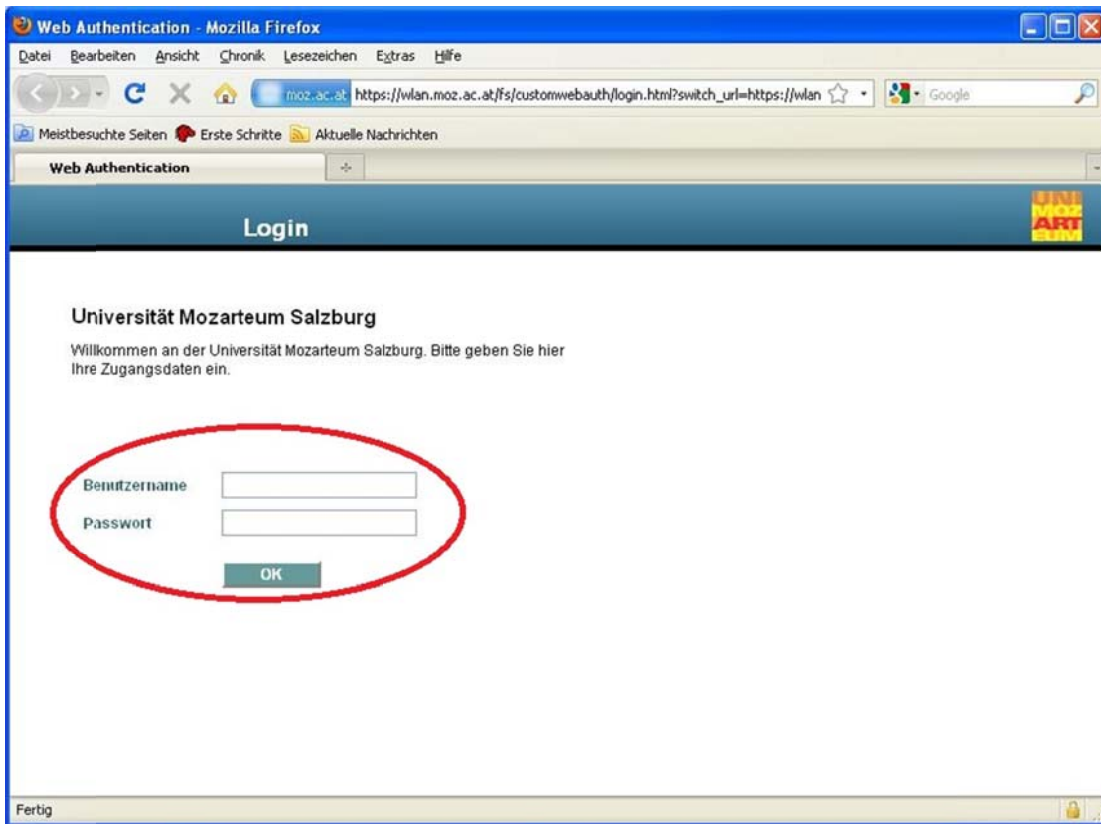 Web Authentication - Mozilla Firefox
Datei Bearbeiten Ansicht Chronik Lesezeichen Extras Hilfe
moz.ac.at https://wlan.moz.ac.at/fs/customwebauth/login.html?switch_url=https://wlan Google
Meistbesuchte Seiten Erste Schritte Aktuelle Nachrichten
Web Authentication
Login
UNI
MOZ
ART
EUM
Universität Mozarteum Salzburg
Willkommen an der Universität Mozarteum Salzburg. Bitte geben Sie hier
Ihre Zugangsdaten ein.
Benutzername
Passwort
OK
Fertig